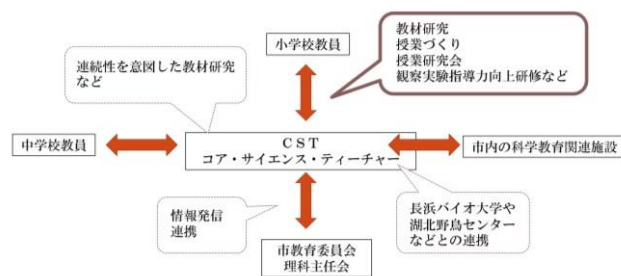 小学校教員
教材研究
授業づくり
授業研究会
観察実験指導力向上研修など
連続性を意図した教材研究
など
中学校教員
CST
コア・サイエンス・ティーチャー
市内の科学教育関連施設
情報発信
連携
長浜バイオ大学や
湖北野鳥センター
などとの連携
市教育委員会
理科主任会